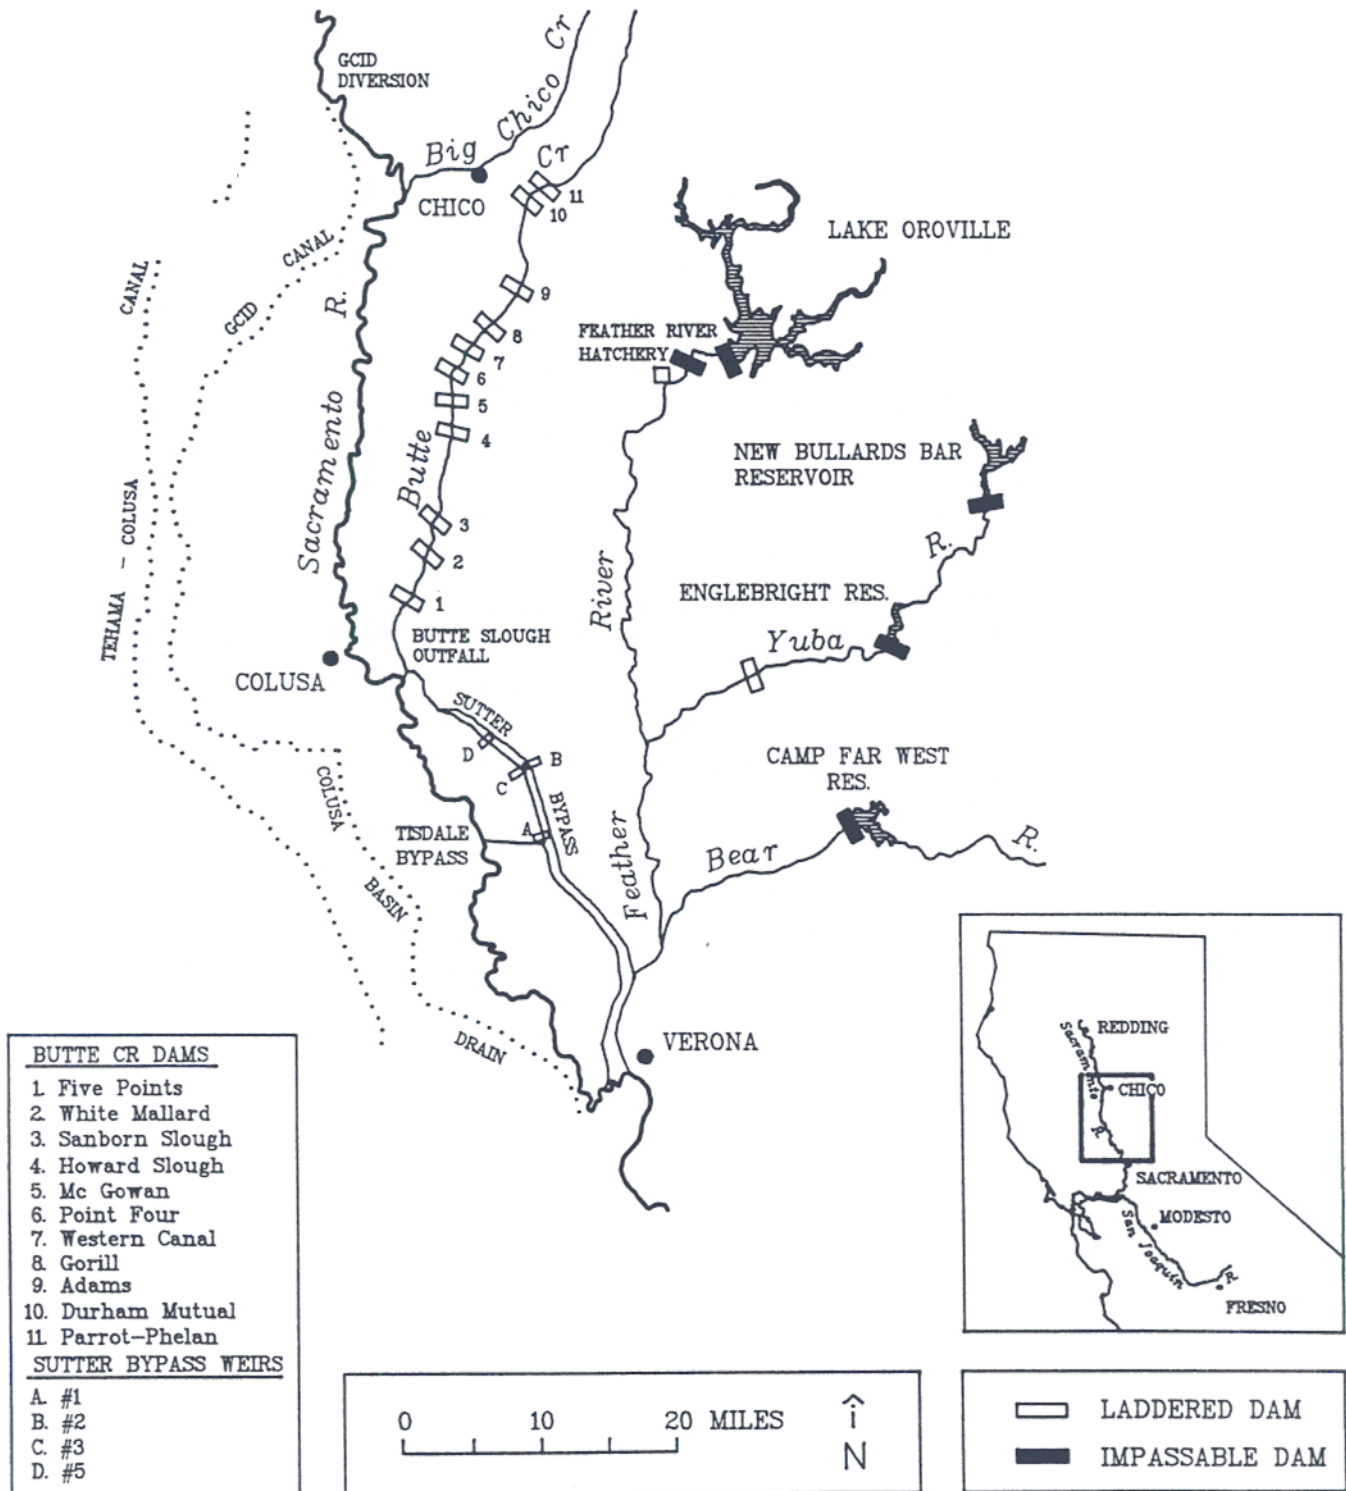 GCID
DIVERSION
Big Chico Cr
CHICO
Cr
11
10
LAKE OROVILLE
CANAL
GCID
CANAL
R.
9
8
7
6
5
4
3
2
1
FEATHER RIVER
HATCHERY
Sacramento
Butte
NEW BULLARDS BAR
RESERVOIR
TEHAMA - COLUSA
R.
ENGLEBRIGHT RES.
River
Yuba
BUTTE SLOUGH
OUTFALL
COLUSA
SUTTER
D
B
C
BYPASS
A
CAMP FAR WEST
RES.
COLUSA
TISDALE
BYPASS
BASIN
Feather
Bear
R.
DRAIN
VERONA
BUTTE CR DAMS
1. Five Points
2. White Mallard
3. Sanborn Slough
4. Howard Slough
5. Mc Gowan
6. Point Four
7. Western Canal
8. Gorill
9. Adams
10. Durham Mutual
11. Parrot-Phelan
SUTTER BYPASS WEIRS
A. #1
B. #2
C. #3
D. #5
0 10 20 MILES
N
REDDING
Sacramento
CHICO
R
SACRAMENTO
MODESTO
San Joaquin
R
FRESNO
LADDERED DAM
IMPASSABLE DAM